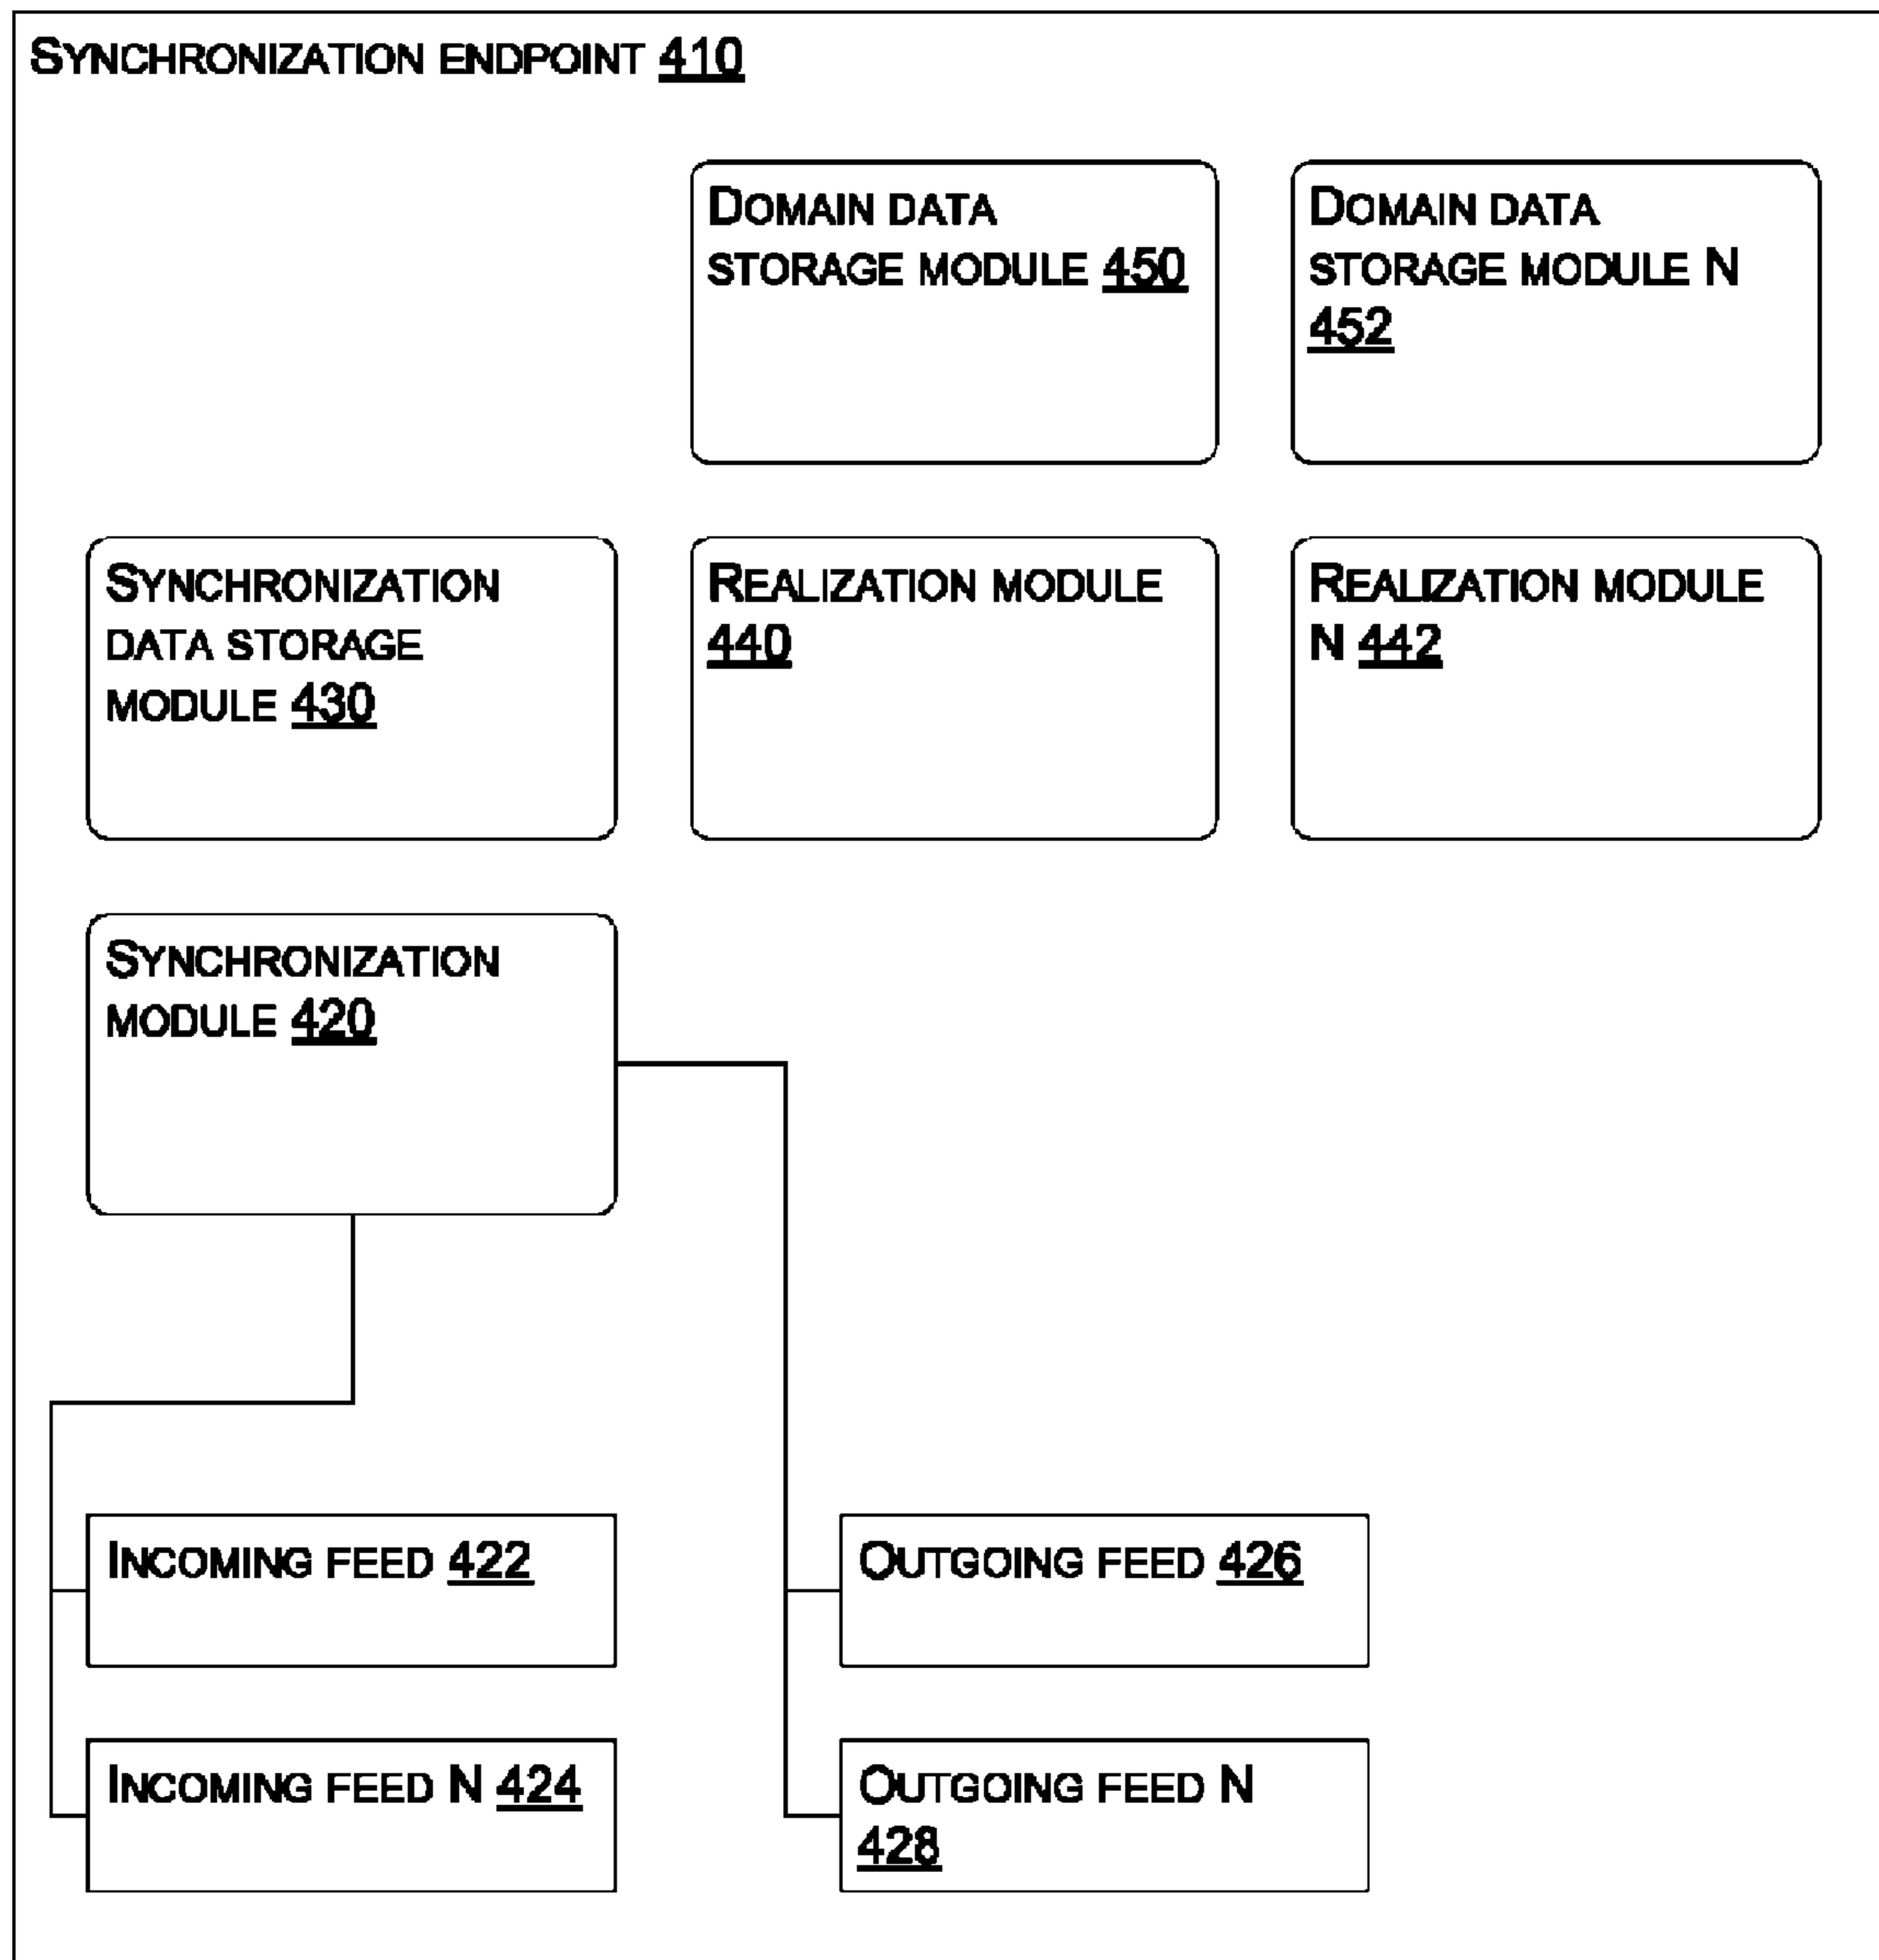 SYNCHRONIZATION ENDPOINT 410
DOMAIN DATA
STORAGE MODULE 450
DOMAIN DATA
STORAGE MODULE N
452
SYNCHRONIZATION
DATA STORAGE
MODULE 430
REALIZATION MODULE
440
REALIZATION MODULE
N 442
SYNCHRONIZATION
MODULE 420
INCOMING FEED 422
OUTGOING FEED 426
INCOMING FEED N 424
OUTGOING FEED N
428